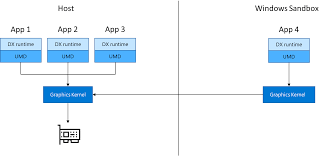 Host
Windows Sandbox
App 1
App 2
App 3
App 4
DX runtime
DX runtime
DX runtime
DX runtime
UMD
UMD
UMD
UMD
Graphics Kernel
Graphics Kernel